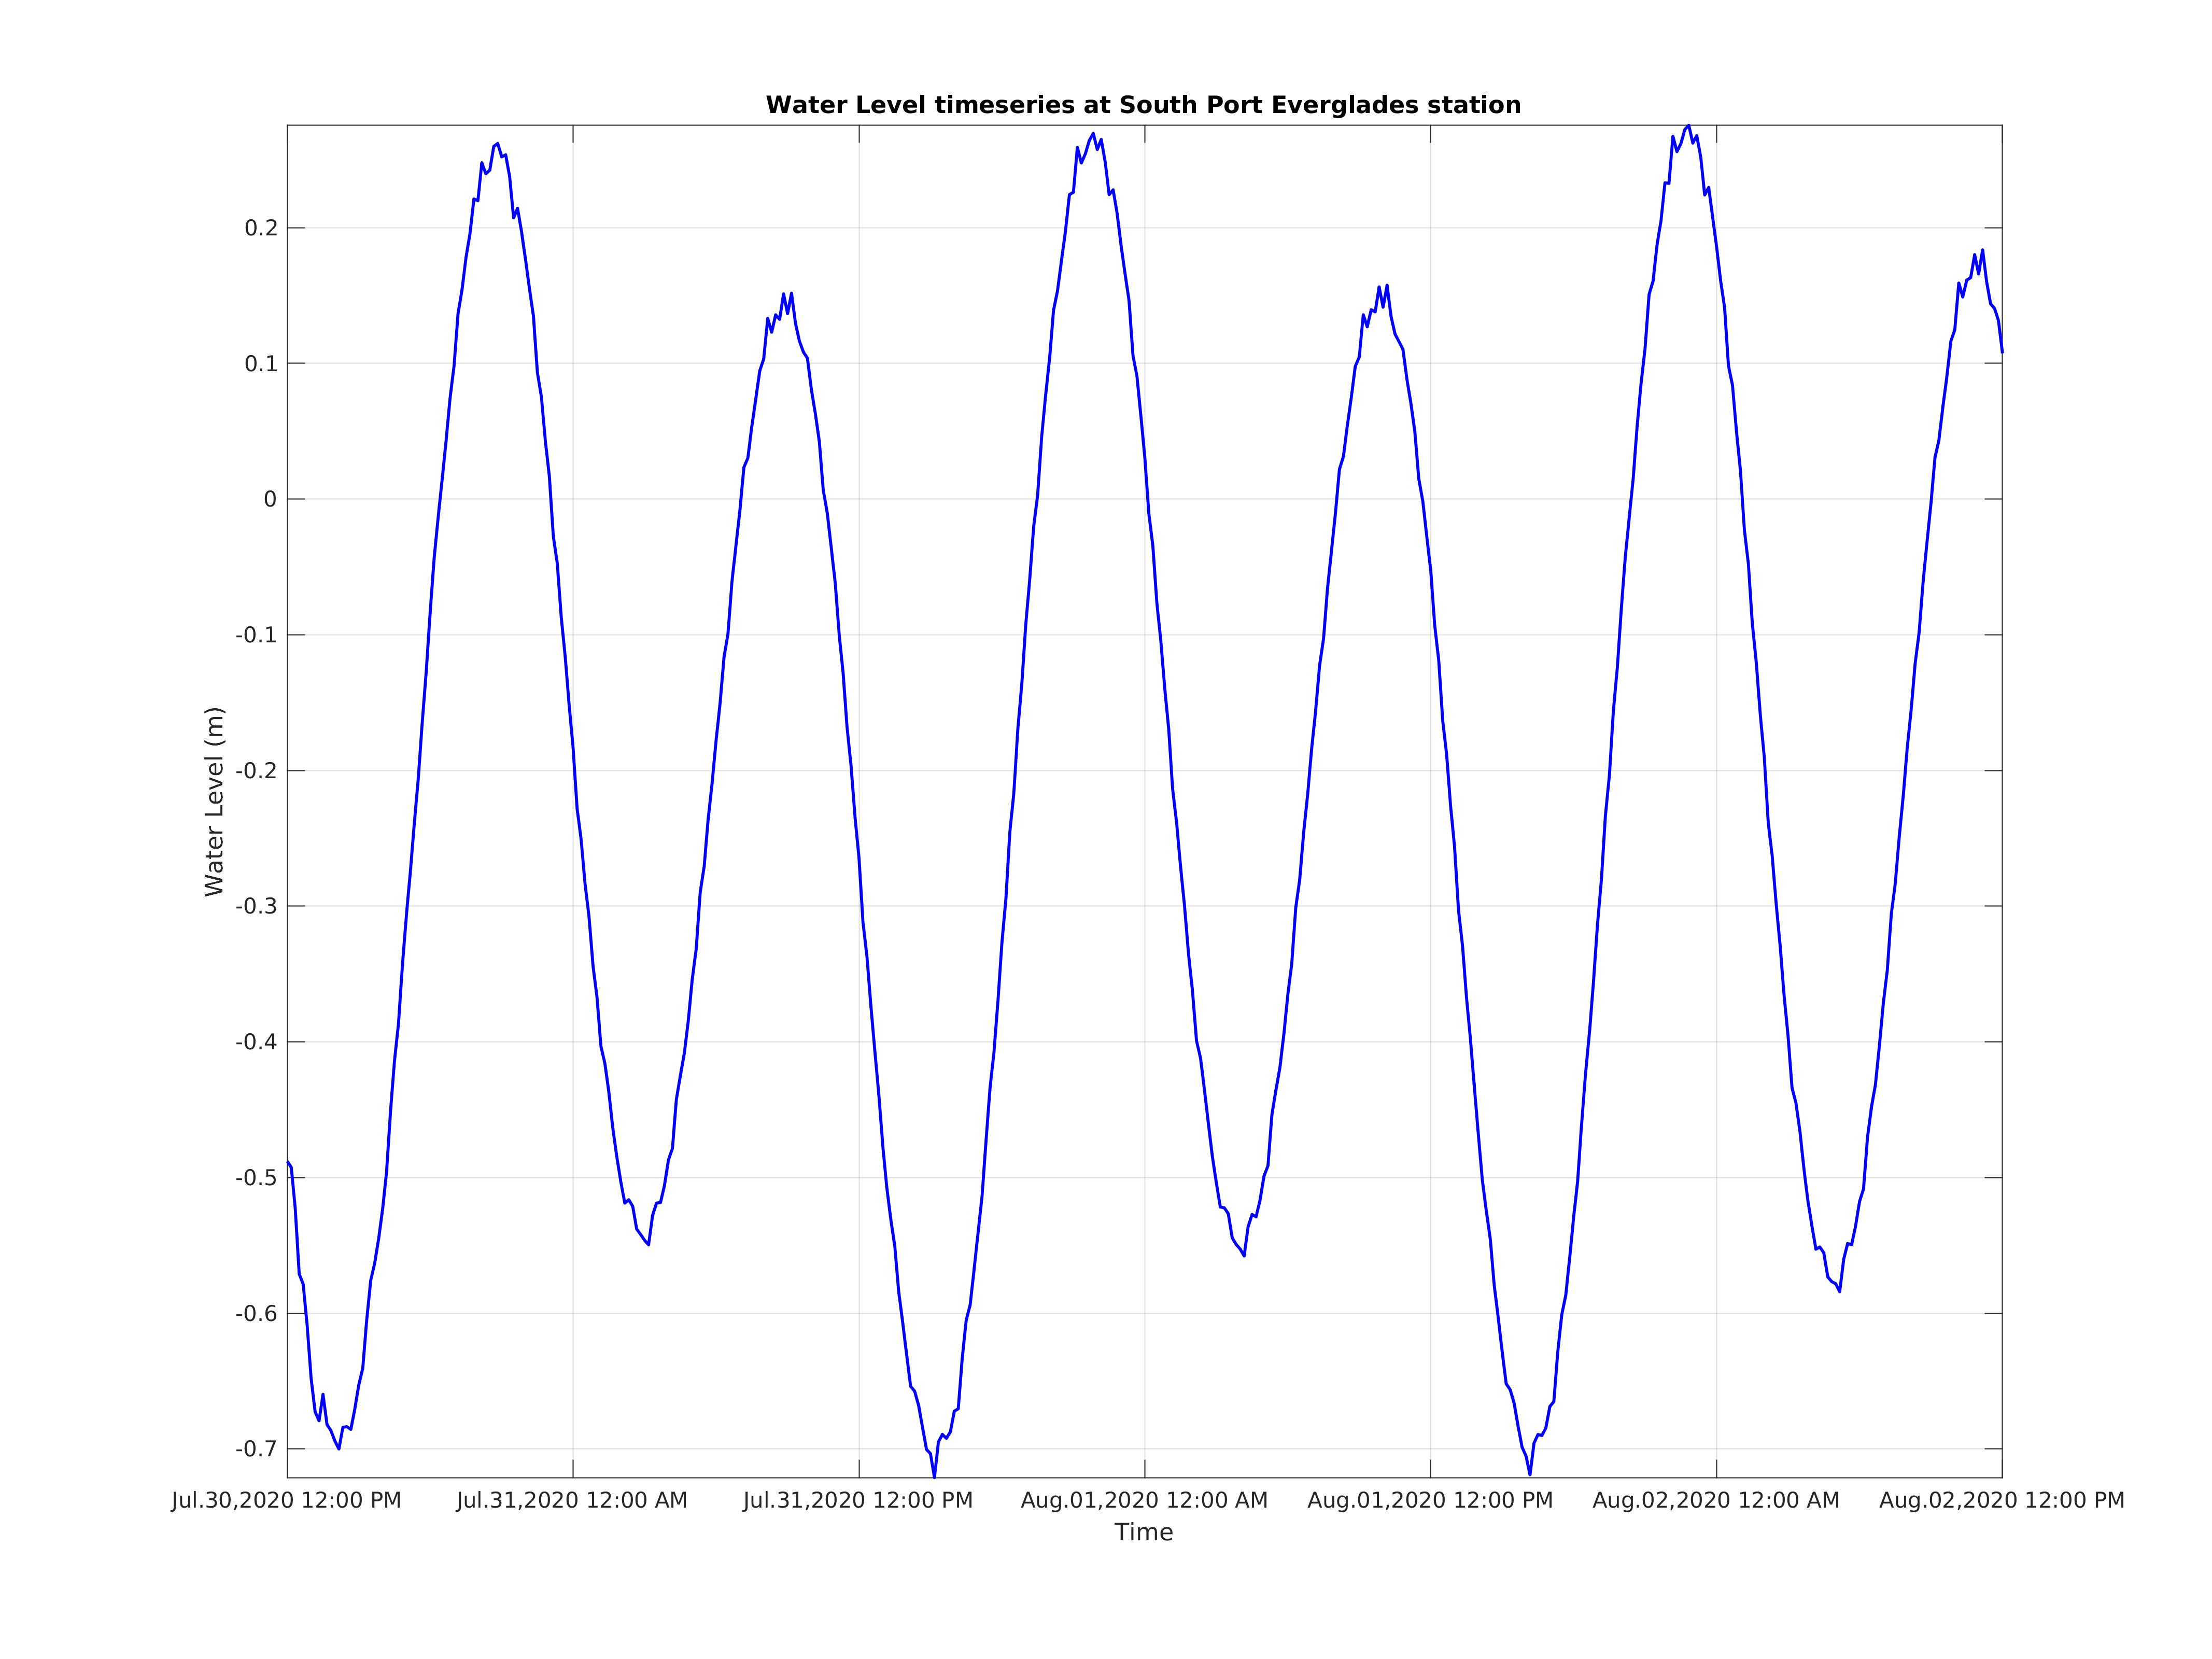 Water Level timeseries at South Port Everglades station
0.2
0.1
0
-0.1
-0.2
-0.3
-0.4
-0.5
-0.6
-0.7
Water Level (m)
Jul.30,2020 12:00 PM Jul.31,2020 12:00 AM Jul.31,2020 12:00 PM Aug.01,2020 12:00 AM Aug.01,2020 12:00 PM Aug.02,2020 12:00 AM Aug.02,2020 12:00 PM
Time